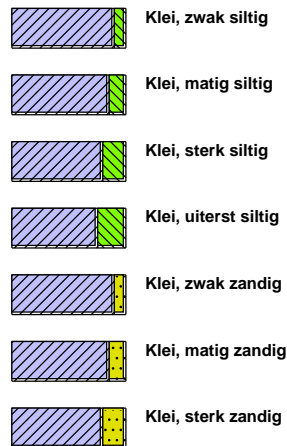 Klei, zwak siltig
Klei, matig siltig
Klei, sterk siltig
Klei, uiterst siltig
Klei, zwak zandig
Klei, matig zandig
Klei, sterk zandig